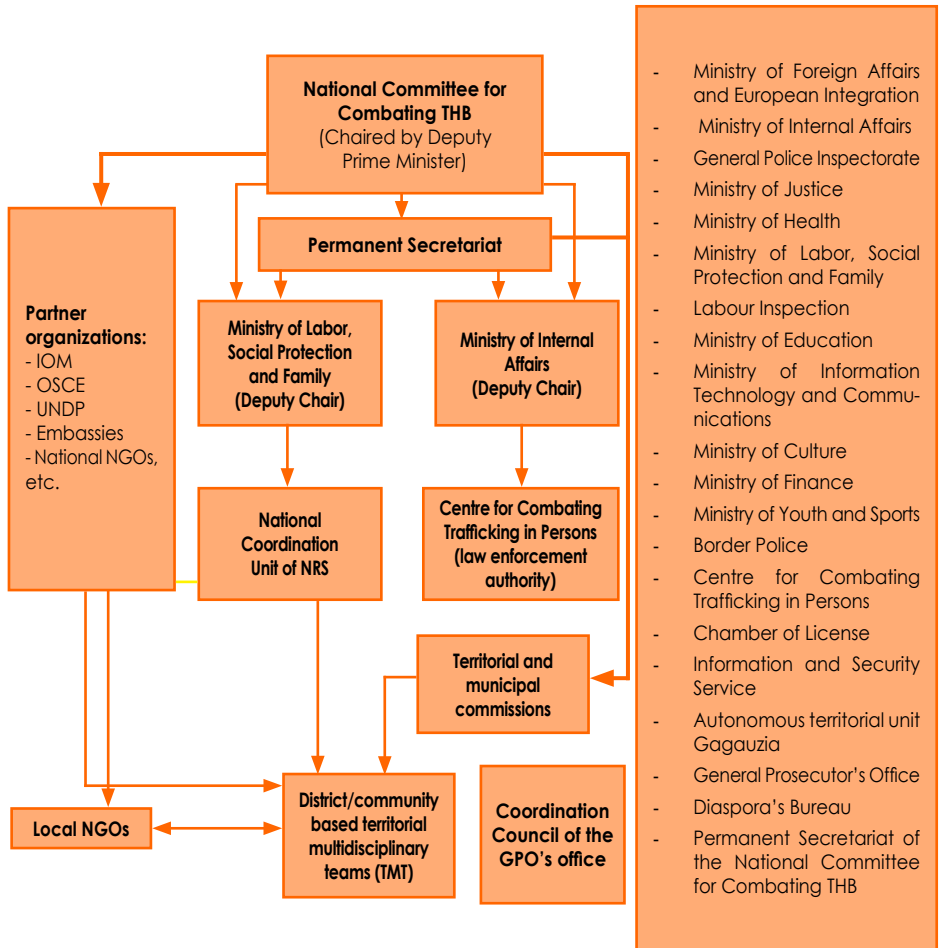 National Committee for
Combating THB
(Chaired by Deputy
Prime Minister)
Permanent Secretariat
Partner
organizations:
- IOM
- OSCE
- UNDP
- Embassies
- National NGOs,
etc.
Ministry of Labor,
Social Protection
and Family
(Deputy Chair)
Ministry of Internal
Affairs
(Deputy Chair)
National
Coordination
Unit of NRS
Centre for Combating
Trafficking in Persons
(law enforcement
authority)
Territorial and
municipal
commissions
Local NGOs
District/community
based territorial
multidisciplinary
teams (TMT)
Coordination
Council of the
GPO's office
- Ministry of Foreign Affairs
and European Integration
- Ministry of Internal Affairs
- General Police Inspectorate
- Ministry of Justice
- Ministry of Health
- Ministry of Labor, Social
Protection and Family
- Labour Inspection
- Ministry of Education
- Ministry of Information
Technology and Commu-
nications
- Ministry of Culture
- Ministry of Finance
- Ministry of Youth and Sports
- Border Police
- Centre for Combating
Trafficking in Persons
- Chamber of License
- Information and Security
Service
- Autonomous territorial unit
Gagauzia
- General Prosecutor's Office
- Diaspora's Bureau
- Permanent Secretariat of
the National Committee
for Combating THB